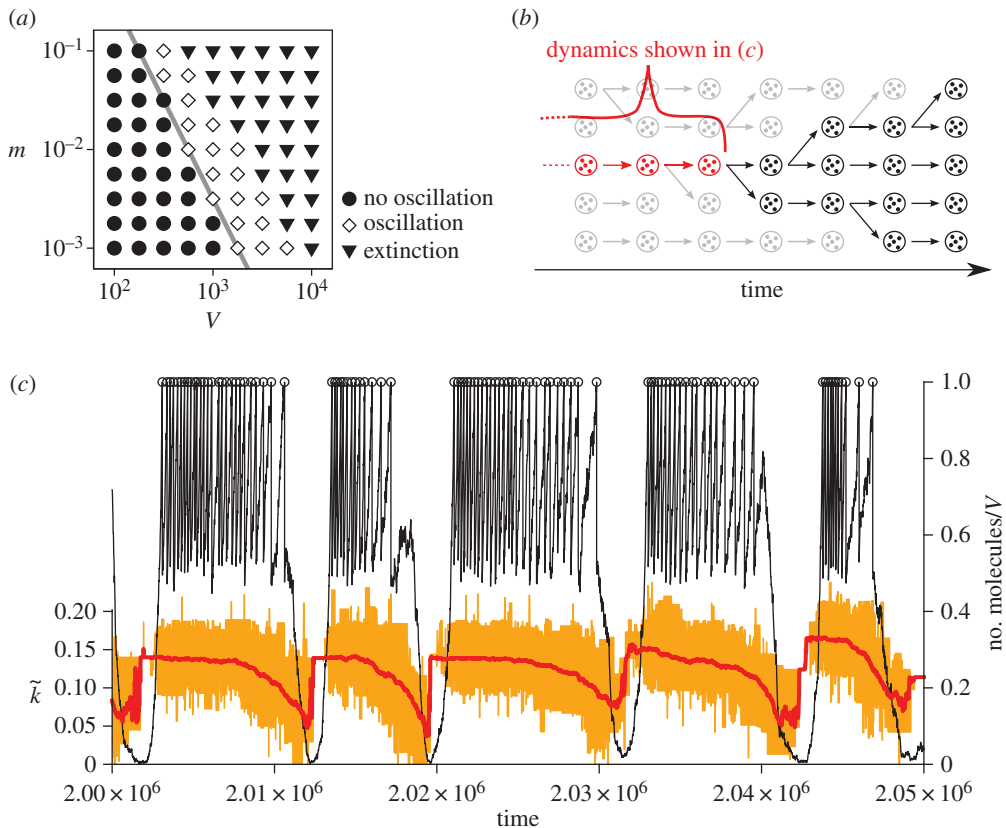 (a)
10⁻¹
m
10⁻²
10⁻³
10² 10³ 10⁴
V
no oscillation
oscillation
extinction
(b)
dynamics shown in (c)
time
(c)
1.0
0.8
0.6
0.4
0.2
0
no. molecules/V
0.20
0.15
0.10
0.05
0
k̃
2.00 × 10⁶ 2.01 × 10⁶ 2.02 × 10⁶ 2.03 × 10⁶ 2.04 × 10⁶ 2.05 × 10⁶
time